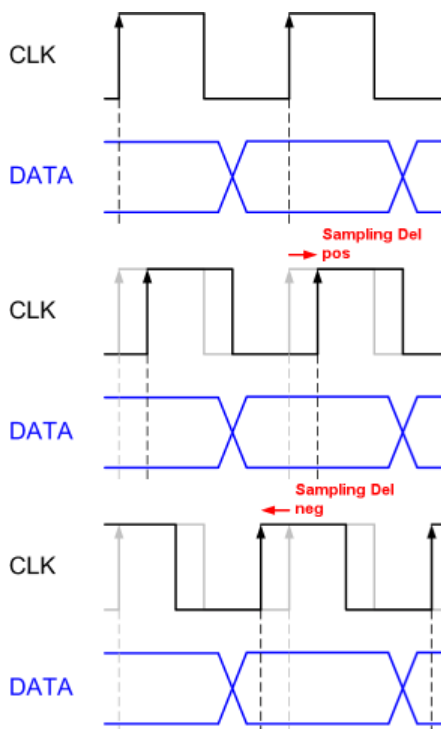 CLK
DATA
Sampling Del
pos
CLK
DATA
Sampling Del
neg
CLK
DATA